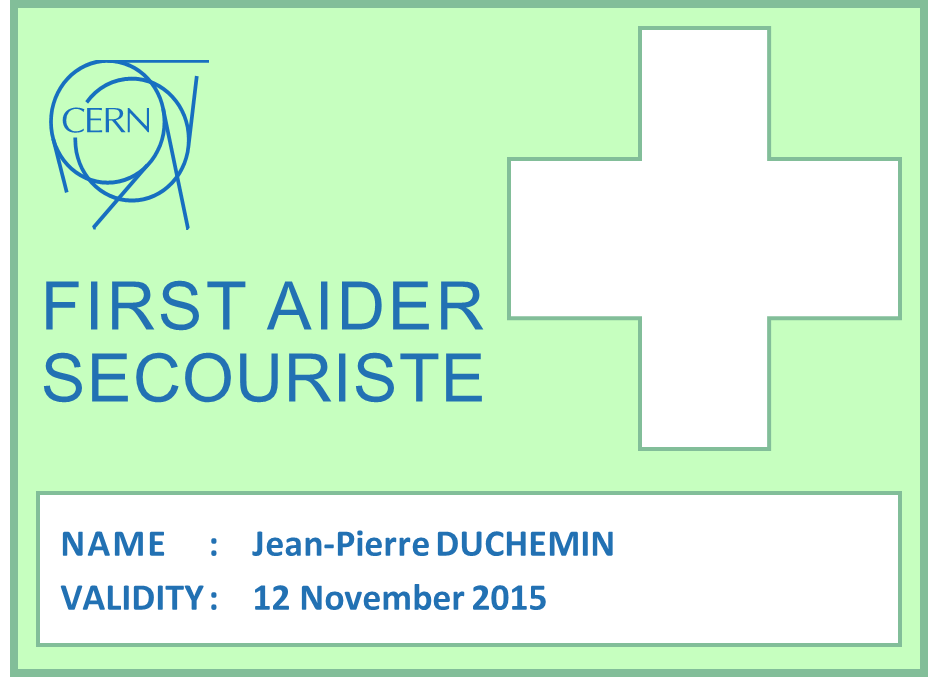 CERN
FIRST AIDER
SECOURISTE
NAME : Jean-Pierre DUCHEMIN
VALIDITY : 12 November 2015